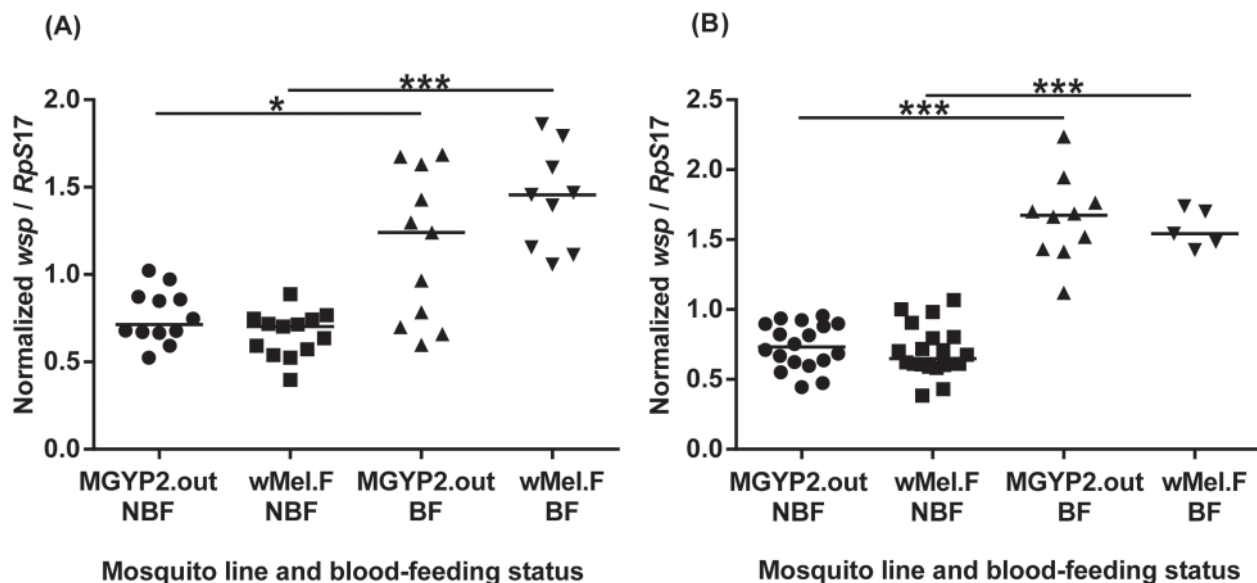 (A)
Normalized wsp / RpS17
2.0
1.5
1.0
0.5
0.0
*
***
MGYP2.out NBF
wMel.F NBF
MGYP2.out BF
wMel.F BF
Mosquito line and blood-feeding status
(B)
Normalized wsp / RpS17
2.5
2.0
1.5
1.0
0.5
0.0
***
***
MGYP2.out NBF
wMel.F NBF
MGYP2.out BF
wMel.F BF
Mosquito line and blood-feeding status